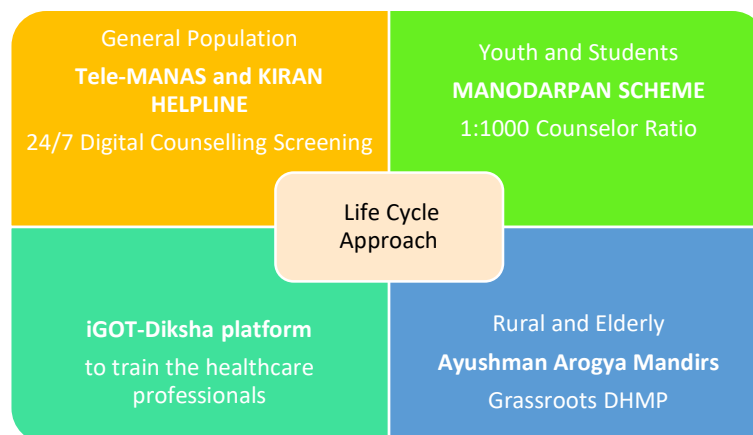 General Population
Tele-MANAS and KIRAN
HELPLINE
24/7 Digital Counselling Screening
Youth and Students
MANODARPAN SCHEME
1:1000 Counselor Ratio
Life Cycle
Approach
iGOT-Diksha platform
to train the healthcare
professionals
Rural and Elderly
Ayushman Arogya Mandirs
Grassroots DHMP